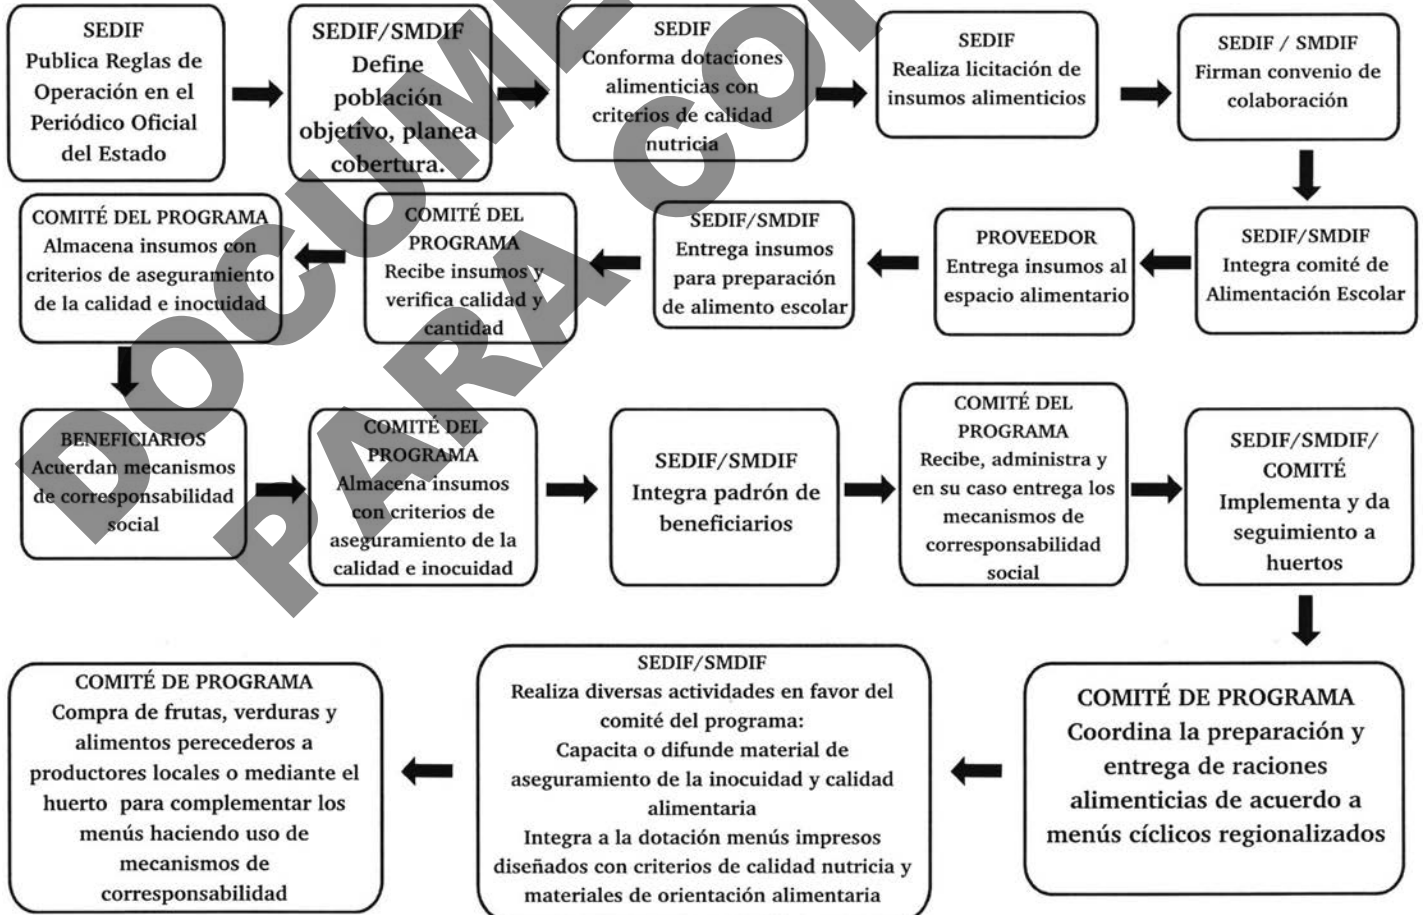 SEDIF
Publica Reglas de
Operación en el
Periódico Oficial
del Estado
SEDIF/SMDIF
Define
población
objetivo, planea
cobertura.
SEDIF
Conforma dotaciones
alimenticias con
criterios de calidad
nutricia
SEDIF
Realiza licitación de
insumos alimenticios
SEDIF / SMDIF
Firman convenio de
colaboración
SEDIF/SMDIF
Integra comité de
Alimentación Escolar
PROVEEDOR
Entrega insumos al
espacio alimentario
SEDIF/SMDIF
Entrega insumos
para preparación
de alimento escolar
COMITÉ DEL
PROGRAMA
Recibe insumos y
verifica calidad y
cantidad
COMITÉ DEL PROGRAMA
Almacena insumos con
criterios de aseguramiento
de la calidad e inocuidad
BENEFICIARIOS
Acuerdan mecanismos
de corresponsabilidad
social
COMITÉ DEL
PROGRAMA
Almacena insumos
con criterios de
aseguramiento de la
calidad e inocuidad
SEDIF/SMDIF
Integra padrón de
beneficiarios
COMITÉ DEL
PROGRAMA
Recibe, administra y
en su caso entrega los
mecanismos de
corresponsabilidad
social
SEDIF/SMDIF/
COMITÉ
Implementa y da
seguimiento a
huertos
COMITÉ DE PROGRAMA
Coordina la preparación y
entrega de raciones
alimenticias de acuerdo a
menús cíclicos regionalizados
SEDIF/SMDIF
Realiza diversas actividades en favor del
comité del programa:
Capacita o difunde material de
aseguramiento de la inocuidad y calidad
alimentaria
Integra a la dotación menús impresos
diseñados con criterios de calidad nutricia y
materiales de orientación alimentaria
COMITÉ DE PROGRAMA
Compra de frutas, verduras y
alimentos perecederos a
productores locales o mediante el
huerto para complementar los
menús haciendo uso de
mecanismos de
corresponsabilidad
PARA